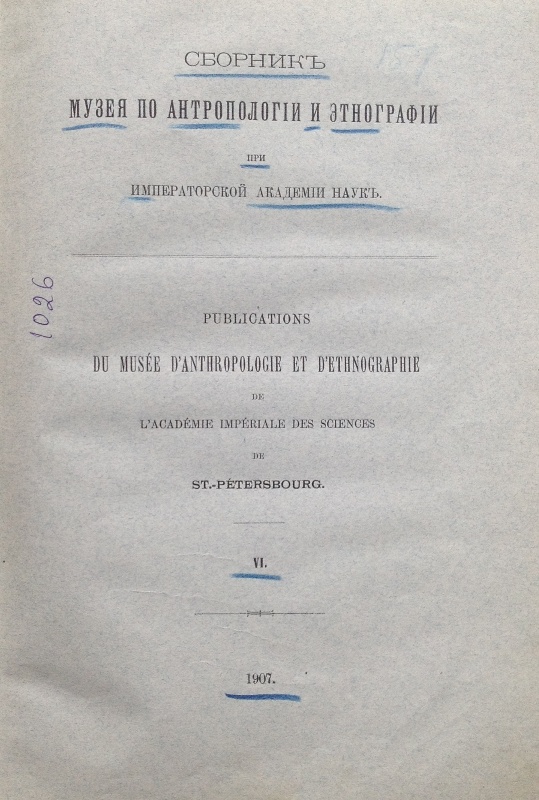 СБОРНИКЪ
МУЗЕЯ ПО АНТРОПОЛОГІИ И ЭТНОГРАФІИ
ПРИ
ИМПЕРАТОРСКОЙ АКАДЕМІИ НАУКЪ.
1026
PUBLICATIONS
DU MUSÉE D'ANTHROPOLOGIE ET D'ETHNOGRAPHIE
DE
L'ACADÉMIE IMPÉRIALE DES SCIENCES
DE
ST.-PÉTERSBOURG.
VI.
1907.